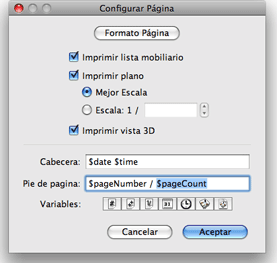 Configurar Página
Formato Página
Imprimir lista mobiliario
Imprimir plano
Mejor Escala
Escala: 1 /
Imprimir vista 3D
Cabecera: $date $time
Pie de pagina: $pageNumber / $pageCount
Variables:
Cancelar Aceptar